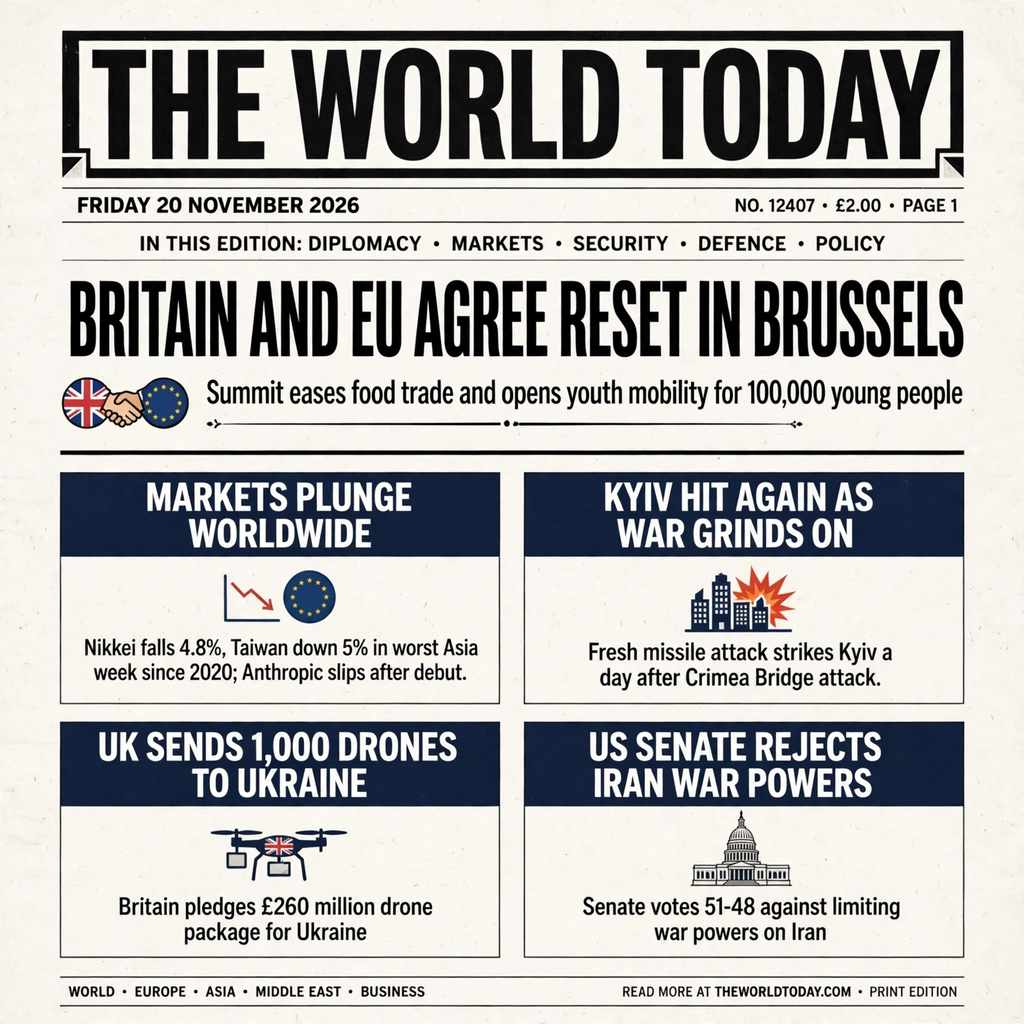 THE WORLD TODAY
FRIDAY 20 NOVEMBER 2026
NO. 12407 • £2.00 • PAGE 1
IN THIS EDITION: DIPLOMACY • MARKETS • SECURITY • DEFENCE • POLICY
BRITAIN AND EU AGREE RESET IN BRUSSELS
Summit eases food trade and opens youth mobility for 100,000 young people
MARKETS PLUNGE
WORLDWIDE
Nikkei falls 4.8%, Taiwan down 5% in worst Asia
week since 2020; Anthropic slips after debut.
KYIV HIT AGAIN AS
WAR GRINDS ON
Fresh missile attack strikes Kyiv a
day after Crimea Bridge attack.
UK SENDS 1,000 DRONES
TO UKRAINE
Britain pledges £260 million drone
package for Ukraine
US SENATE REJECTS
IRAN WAR POWERS
Senate votes 51-48 against limiting
war powers on Iran
WORLD • EUROPE • ASIA • MIDDLE EAST • BUSINESS
READ MORE AT THEWORLDTODAY.COM • PRINT EDITION